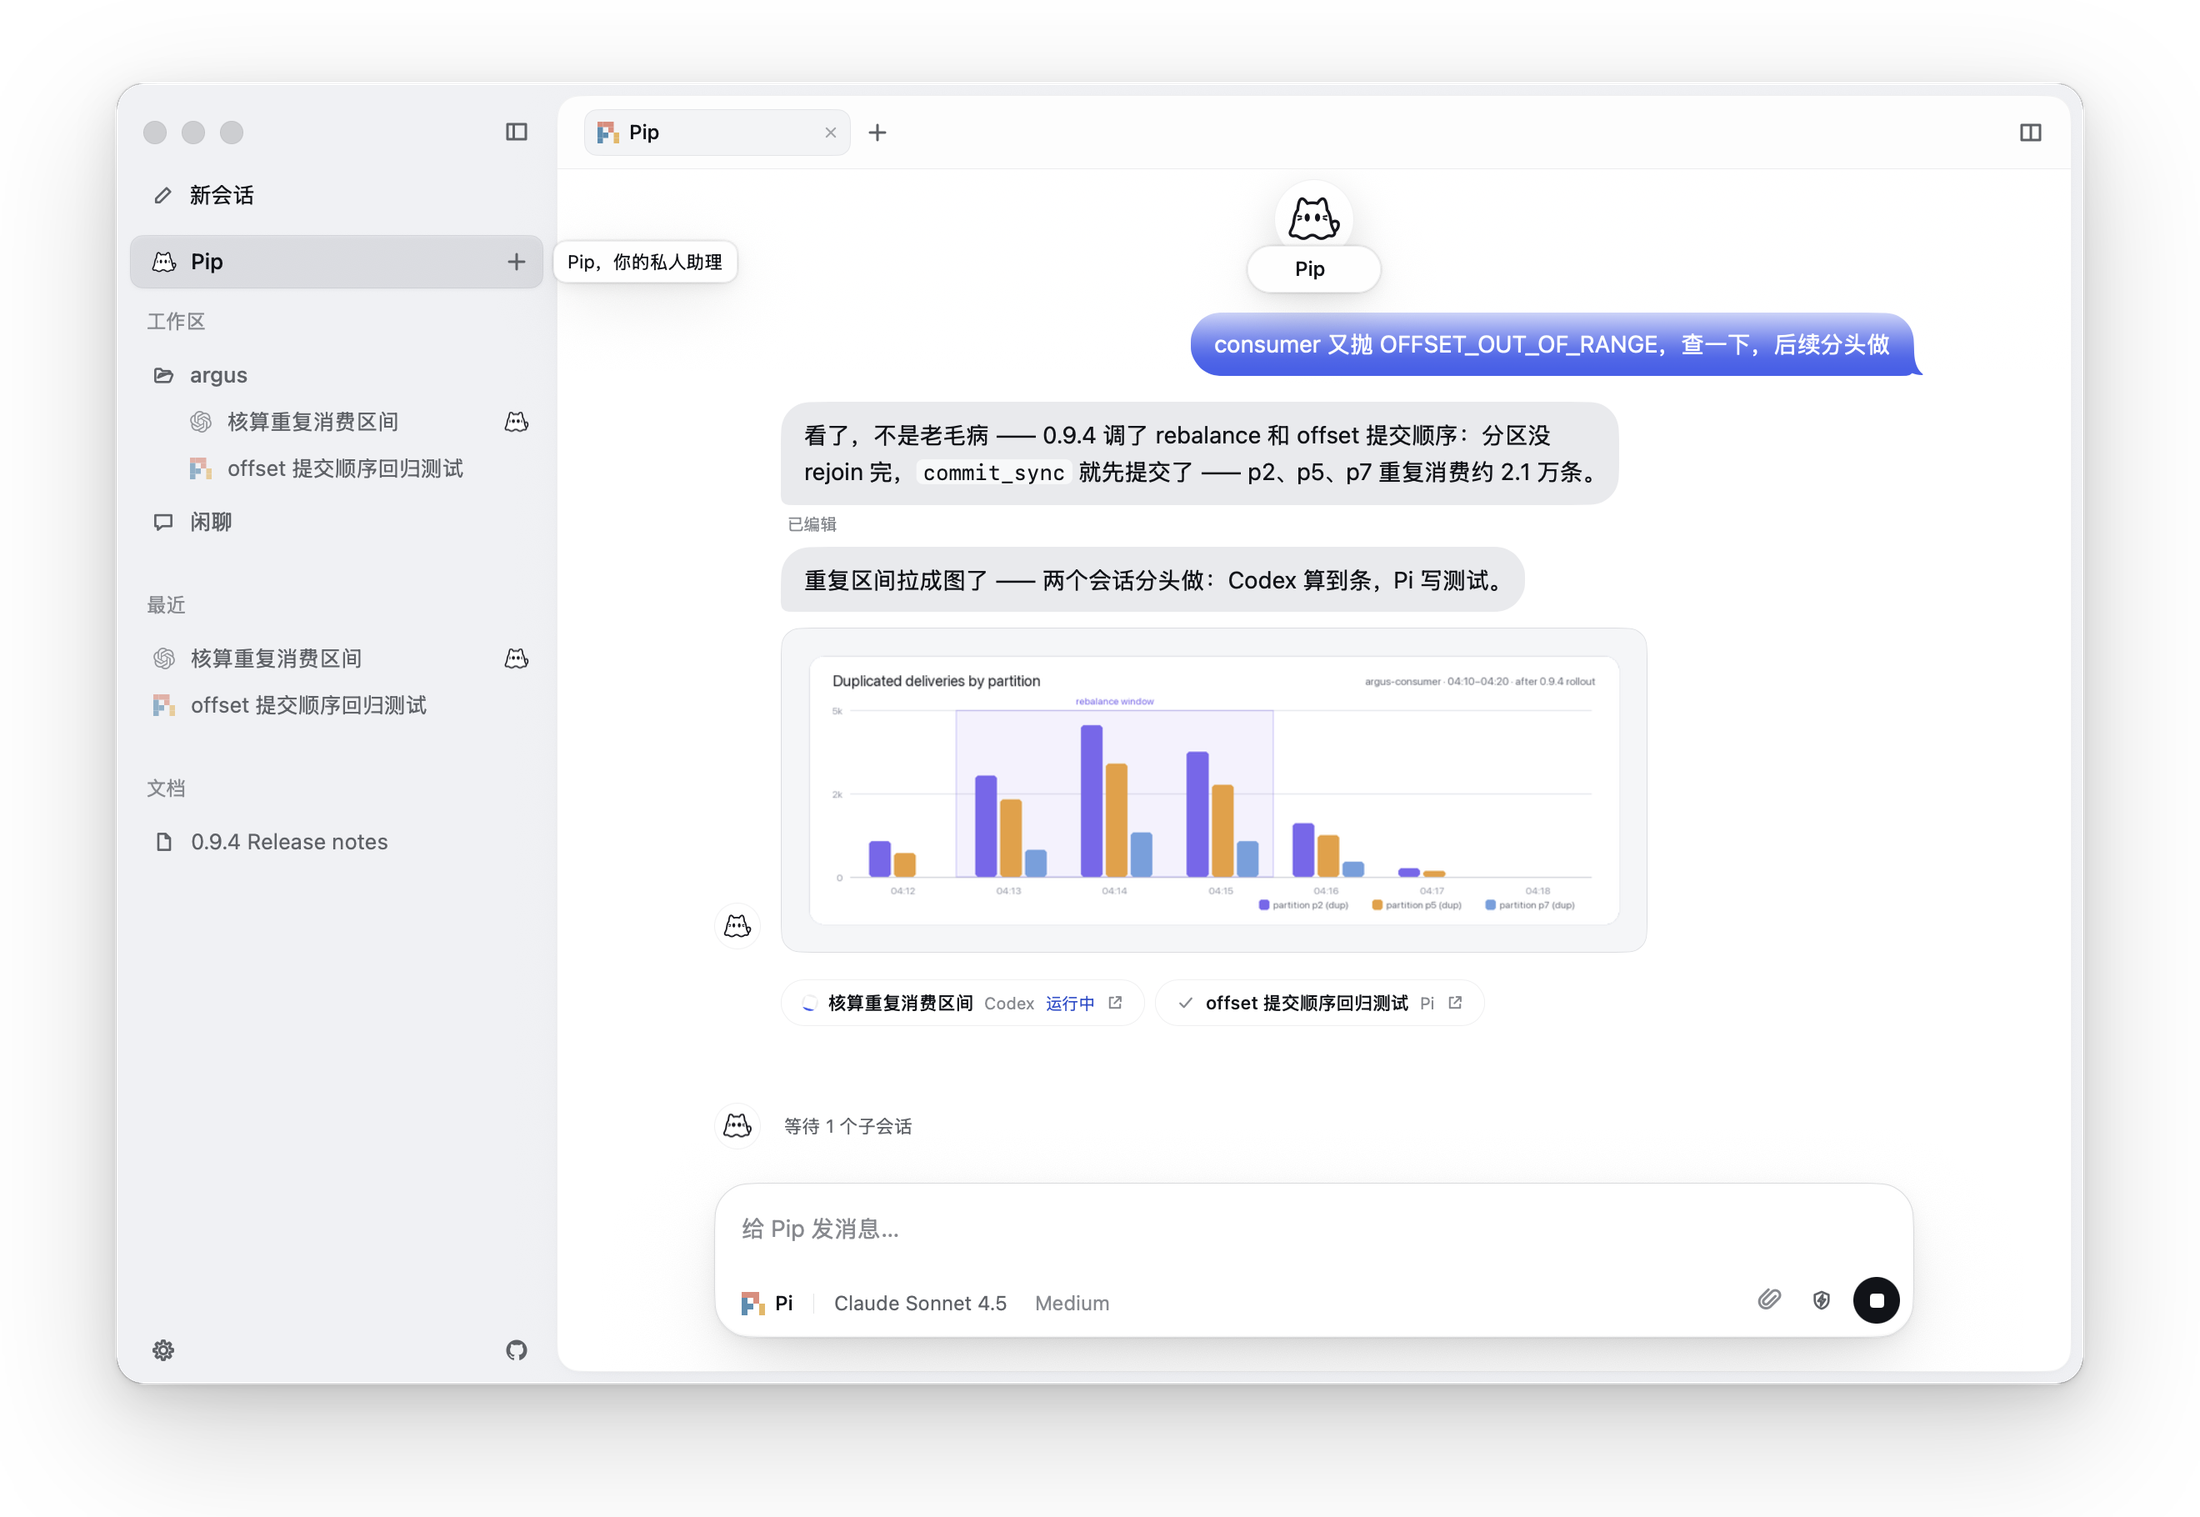 新会话
Pip
Pip，你的私人助理
工作区
argus
核算重复消费区间
offset 提交顺序回归测试
闲聊
最近
核算重复消费区间
offset 提交顺序回归测试
文档
0.9.4 Release notes
Pip
Pip
consumer 又抛 OFFSET_OUT_OF_RANGE，查一下，后续分头做
看了，不是老毛病 —— 0.9.4 调了 rebalance 和 offset 提交顺序：分区没
rejoin 完， commit_sync 就先提交了 —— p2、p5、p7 重复消费约 2.1 万条。
已编辑
重复区间拉成图了 —— 两个会话分头做：Codex 算到条，Pi 写测试。
Duplicated deliveries by partition
argus-consumer · 04:10–04:20 · after 0.9.4 rollout
rebalance window
5k
2k
0
04:12 04:13 04:14 04:15 04:16 04:17 04:18
partition p2 (dup) partition p5 (dup) partition p7 (dup)
核算重复消费区间 Codex 运行中
offset 提交顺序回归测试 Pi
等待 1 个子会话
给 Pip 发消息...
Pi Claude Sonnet 4.5 Medium